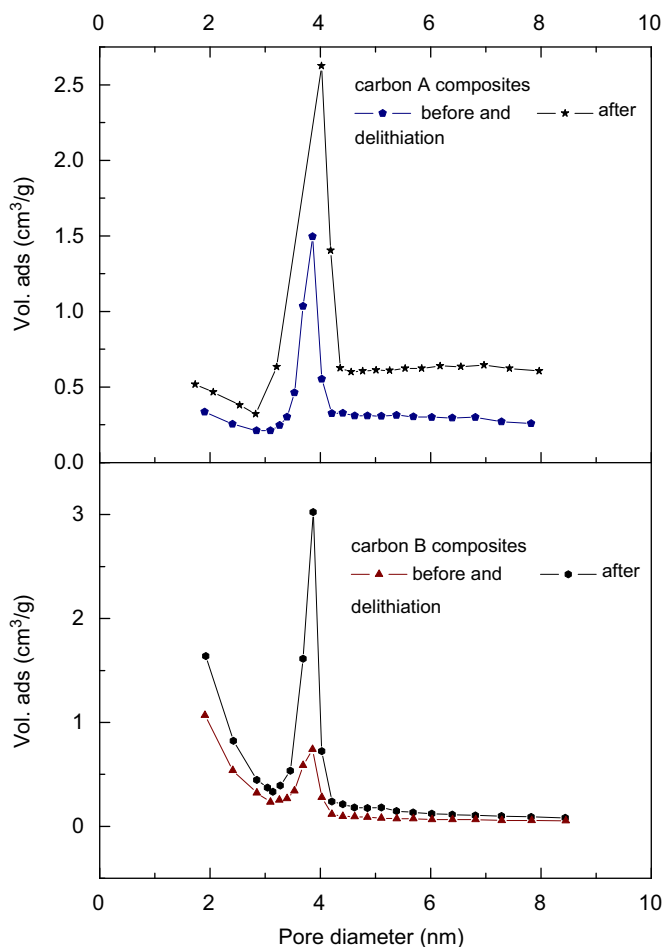 0 2 4 6 8 10
2.5
2.0
1.5
1.0
0.5
0.0
Vol. ads (cm³/g)
carbon A composites
before and after
delithiation
3
2
1
0
Vol. ads (cm³/g)
carbon B composites
before and after
delithiation
0 2 4 6 8 10
Pore diameter (nm)